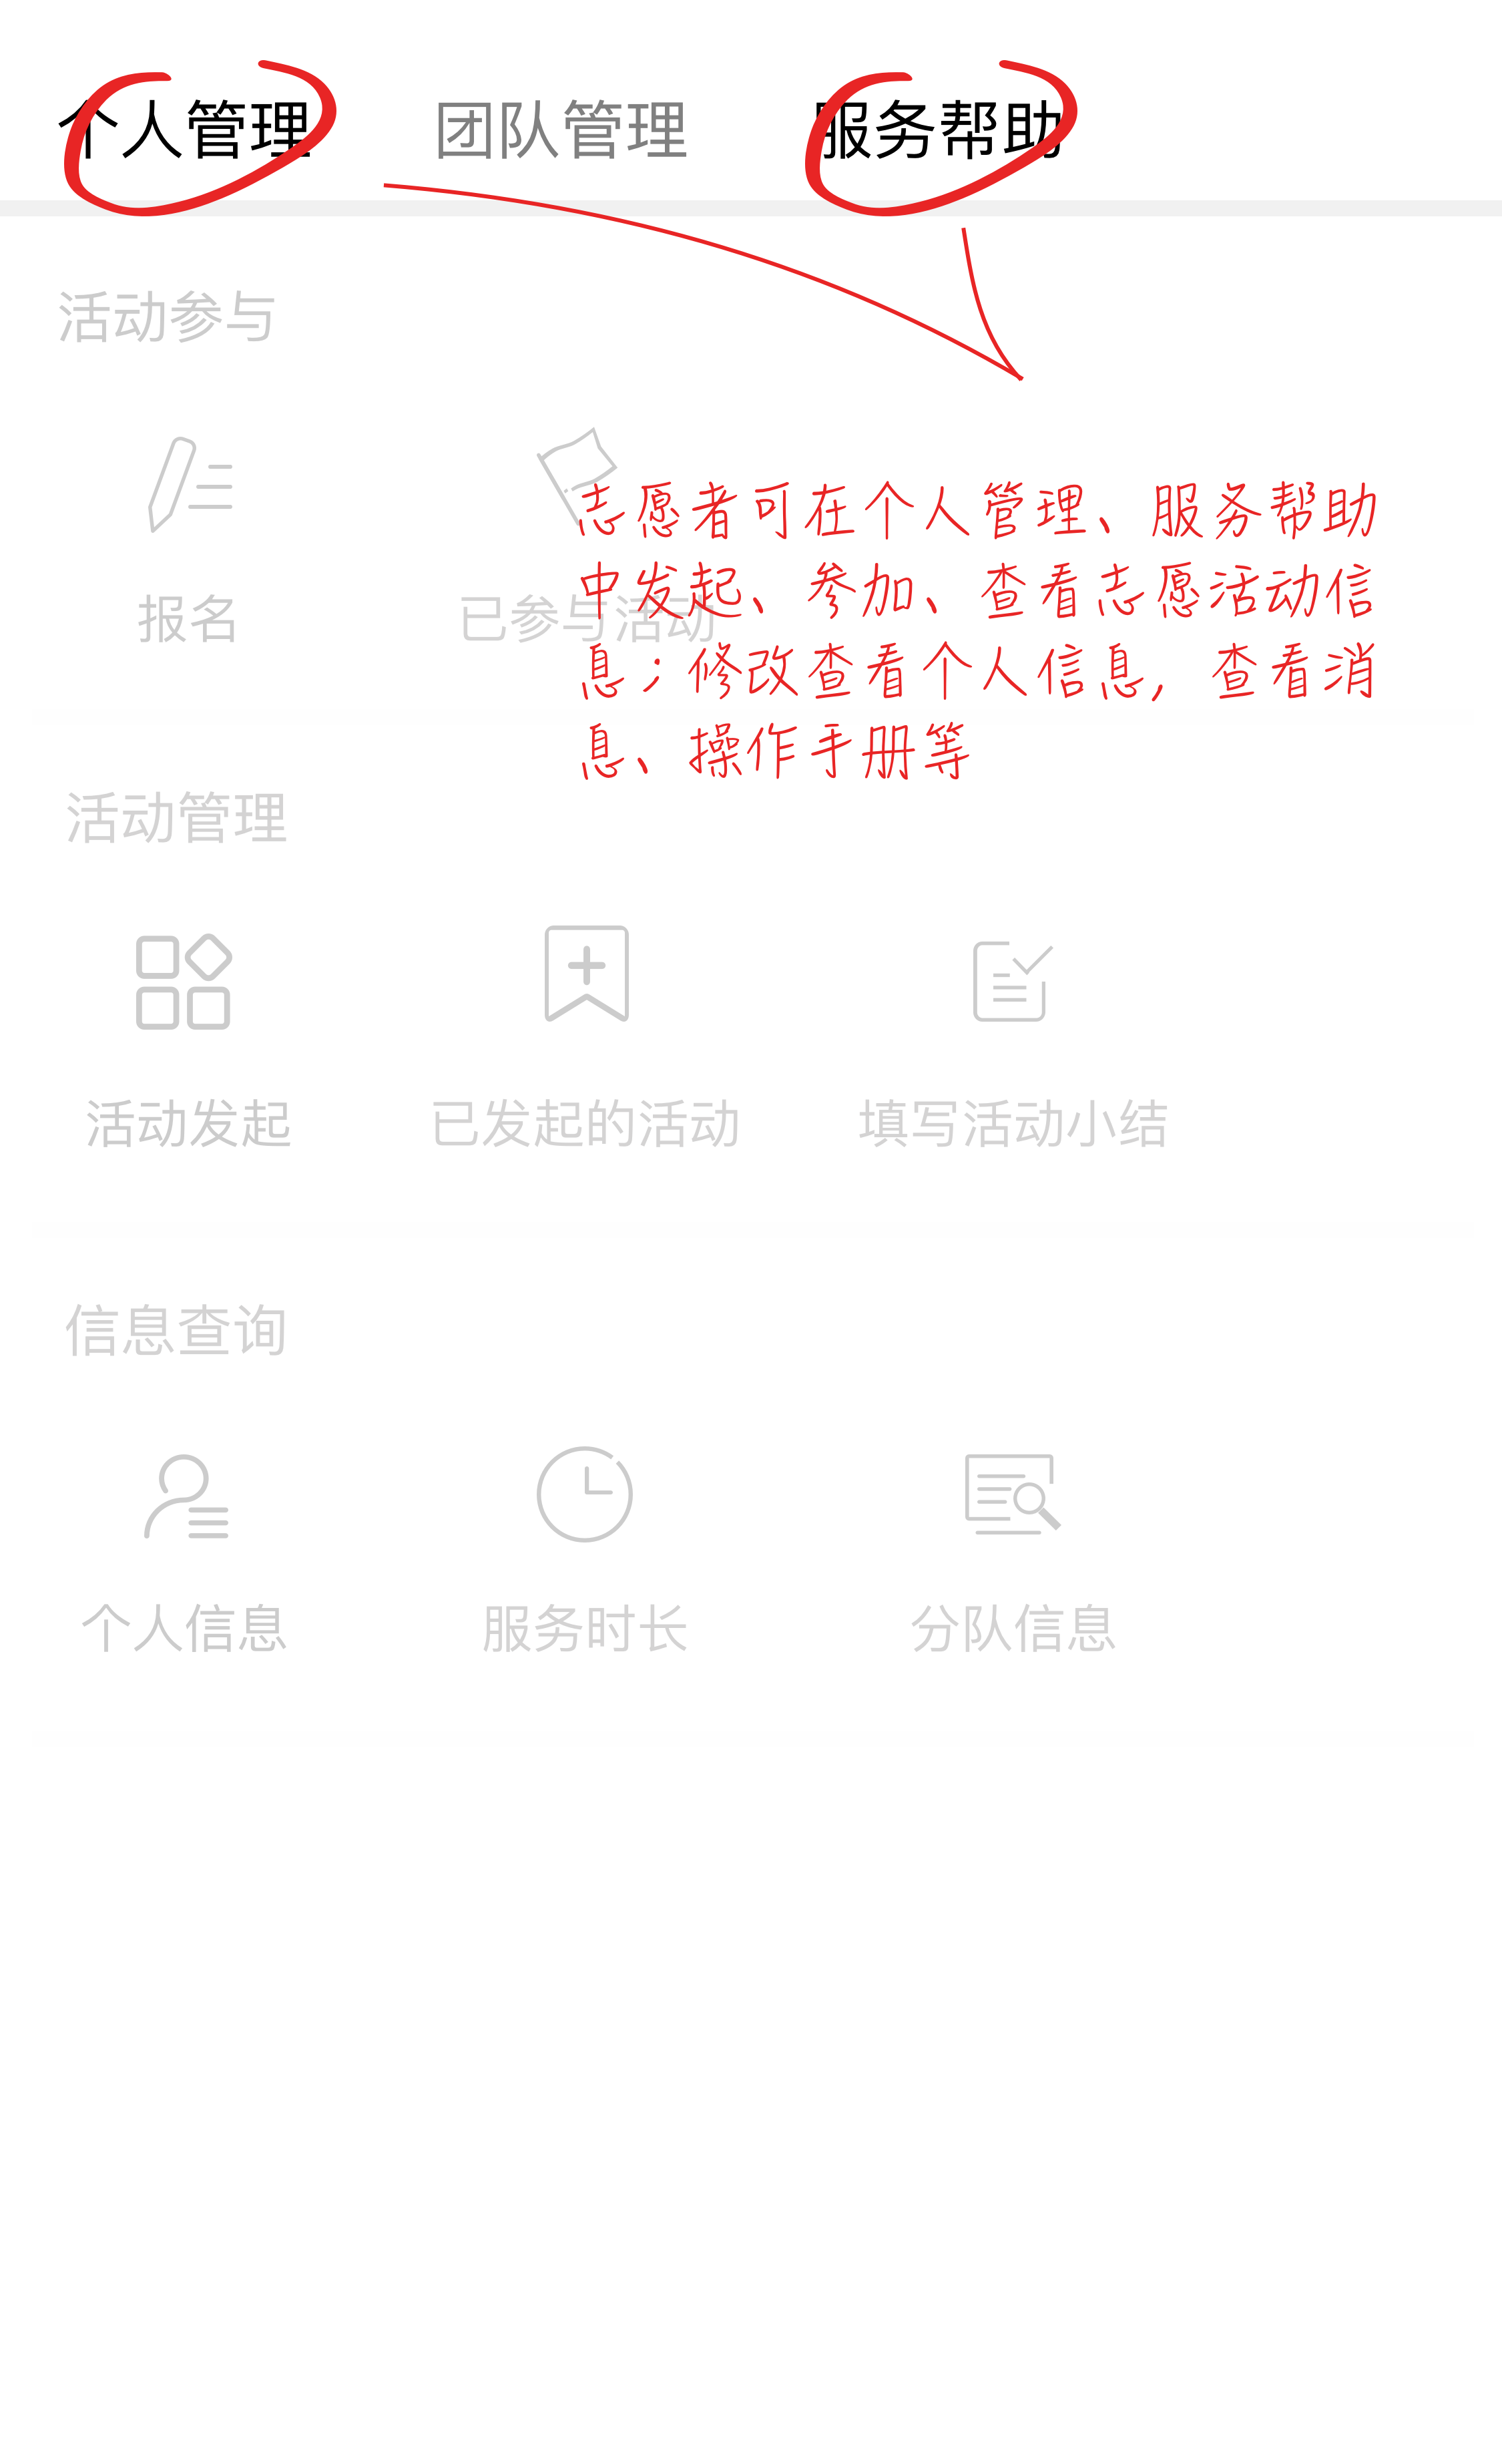 个人管理 团队管理 服务帮助
活动参与
志愿者可在个人管理、服务帮助
中发起、参加、查看志愿活动信
报名 已参与活动
息；修改查看个人信息，查看消
息、操作手册等
活动管理
活动发起 已发起的活动 填写活动小结
信息查询
个人信息 服务时长 分队信息